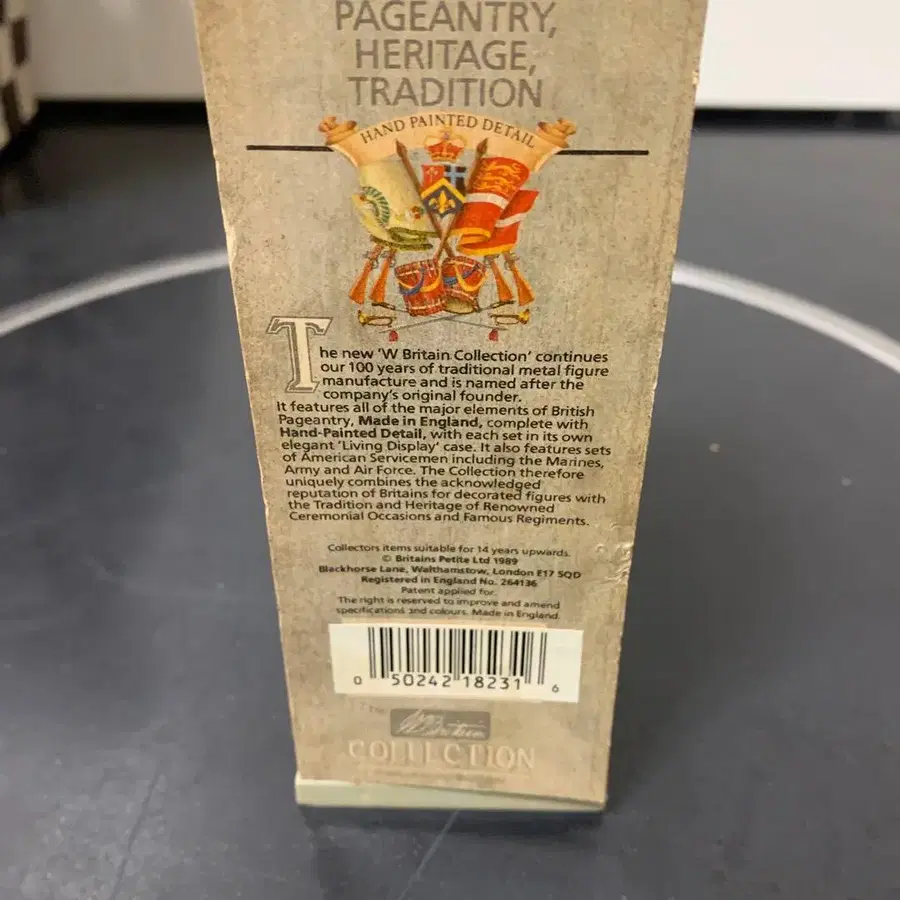 PAGEANTRY,
HERITAGE,
TRADITION
HAND PAINTED DETAIL
The new 'W Britain Collection' continues
our 100 years of traditional metal figure
manufacture and is named after the
company's original founder.
It features all of the major elements of British
Pageantry, Made in England, complete with
Hand-Painted Detail, with each set in its own
elegant 'Living Display' case. It also features sets
of American Servicemen including the Marines,
Army and Air Force. The Collection therefore
uniquely combines the acknowledged
reputation of Britains for decorated figures with
the Tradition and Heritage of Renowned
Ceremonial Occasions and Famous Regiments.
Collectors items suitable for 14 years upwards.
© Britains Petite Ltd 1989
Blackhorse Lane, Walthamstow, London E17 5QD
Registered in England No. 264136
Patent applied for.
The right is reserved to improve and amend
specifications and colours. Made in England.
0 50242 18231 6
The
Britain
COLLECTION